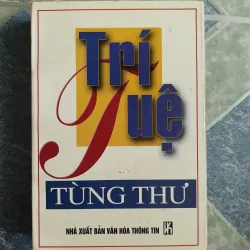 Trí
Tuệ
TÙNG THƯ
NHÀ XUẤT BẢN VĂN HÓA THÔNG TIN